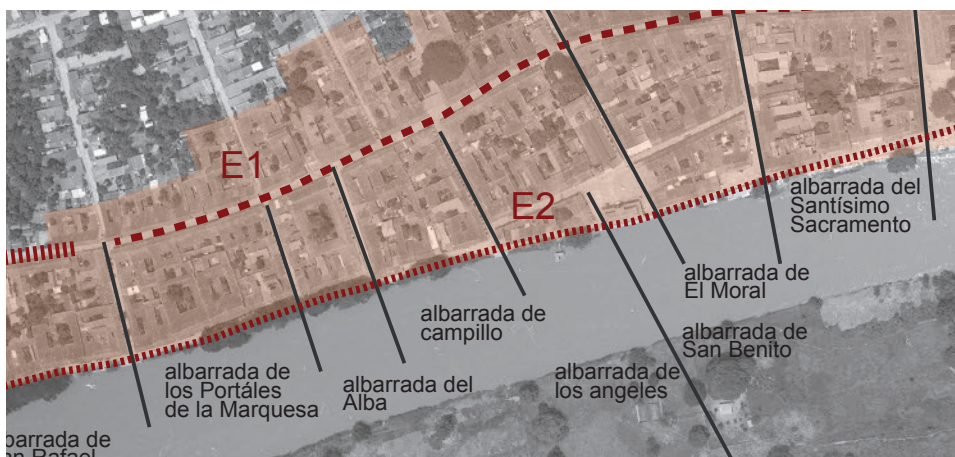 E1
E2
albarrada del
Santísimo
Sacramento
albarrada de
El Moral
albarrada de
campillo
albarrada de
San Benito
albarrada de
los Portáles
de la Marquesa
albarrada del
Alba
albarrada de
los angeles
barrada de
n Rafael